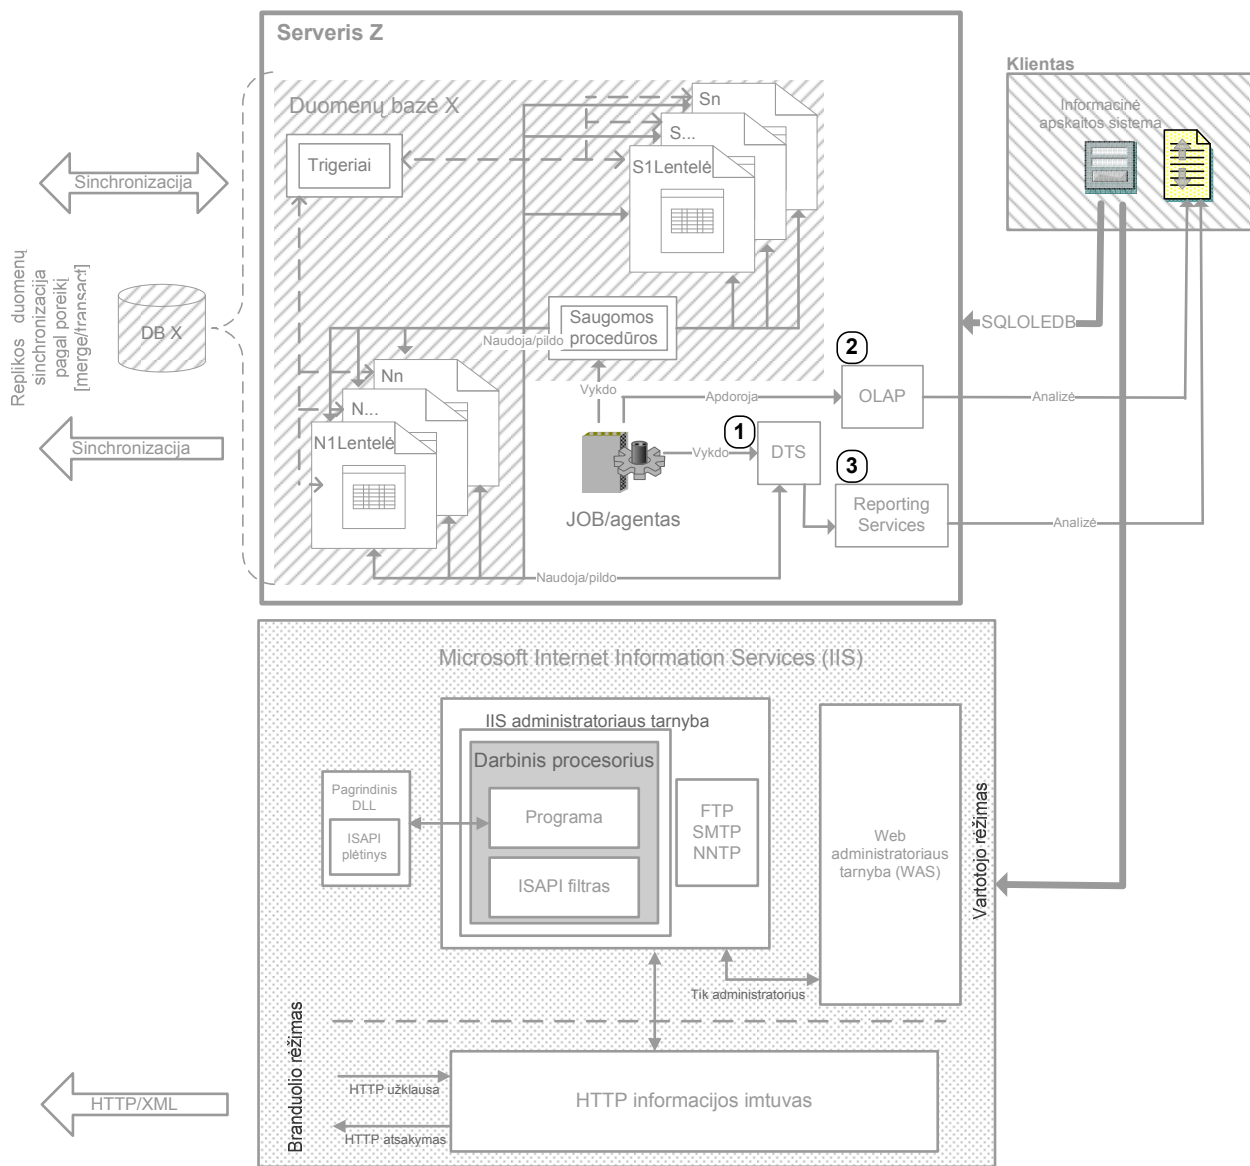 Serveris Z
Klientas
Duomenų bazė X
Trigeriai
Sn
S...
S1Lentelė
Informacinė
apskaitos sistema
Sinchronizacija
Replikos duomenų
sinchronizacija
pagal poreikį
[merge/transact]
DB X
Saugomos
procedūros
Naudoja/pildo
SQLOLEDB
Nn
N...
N1Lentelė
Vykdo
Apdoroja
2
OLAP
Analizė
Sinchronizacija
1
Vykdo
DTS
3
JOB/agentas
Reporting
Services
Analizė
Naudoja/pildo
Microsoft Internet Information Services (IIS)
IIS administratoriaus tarnyba
Darbinis procesorius
Pagrindinis
DLL
ISAPI
plėtinys
Programa
ISAPI filtras
FTP
SMTP
NNTP
Web
administratoriaus
tarnyba (WAS)
Vartotojo rėžimas
Tik administratorius
Branduolio rėžimas
HTTP užklausa
HTTP informacijos imtuvas
HTTP/XML
HTTP atsakymas